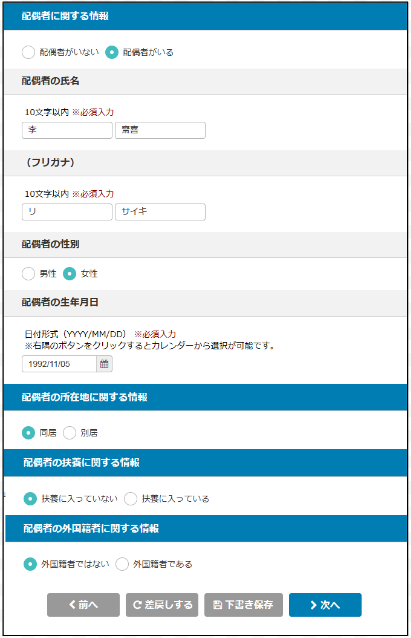 配偶者に関する情報
配偶者がいない 配偶者がいる
配偶者の氏名
10文字以内 ※必須入力
李 齋喜
（フリガナ）
10文字以内 ※必須入力
リ サイキ
配偶者の性別
男性 女性
配偶者の生年月日
日付形式（YYYY/MM/DD） ※必須入力
※右隅のボタンをクリックするとカレンダーから選択が可能です。
1992/11/05
配偶者の所在地に関する情報
同居 別居
配偶者の扶養に関する情報
扶養に入っていない 扶養に入っている
配偶者の外国籍者に関する情報
外国籍者ではない 外国籍者である
前へ 差戻しする 下書き保存 次へ